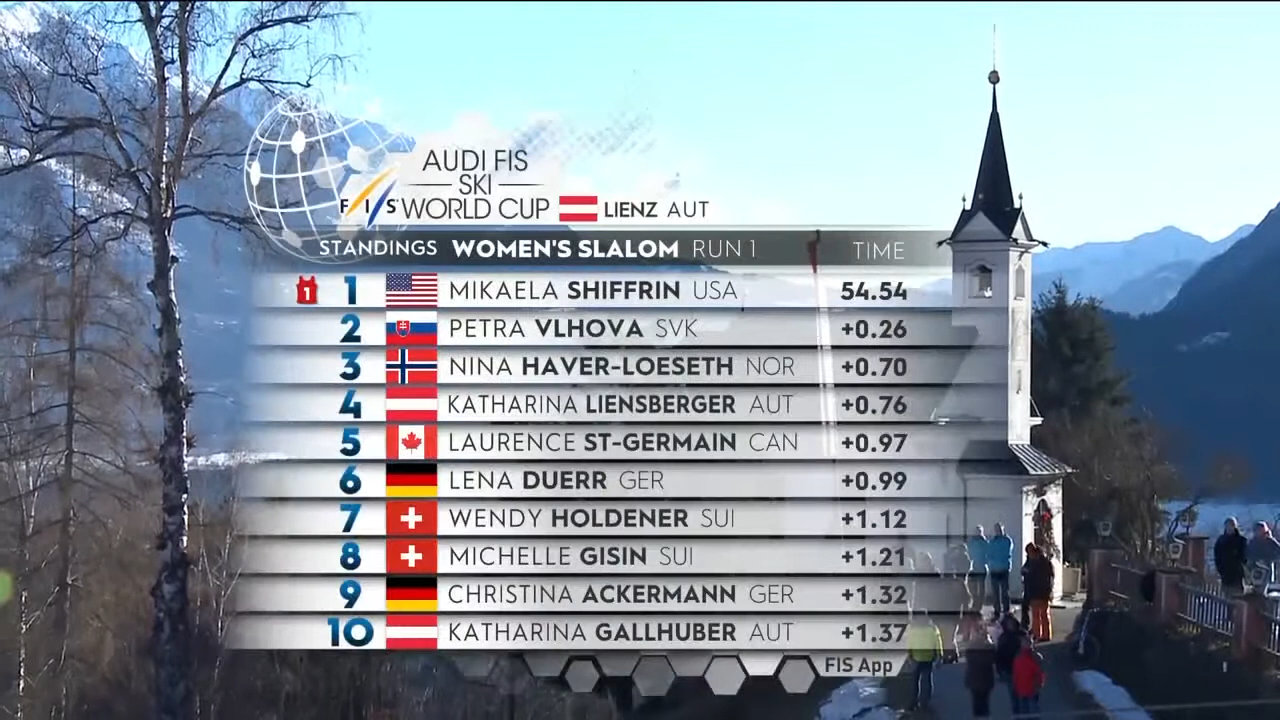 AUDI FIS
SKI
WORLD CUP
FIS
LIENZ AUT
STANDINGS WOMEN'S SLALOM RUN 1 TIME
1 1 MIKAELA SHIFFRIN USA 54.54
2 PETRA VLHOVA SVK +0.26
3 NINA HAVER-LOESETH NOR +0.70
4 KATHARINA LIENSBERGER AUT +0.76
5 LAURENCE ST-GERMAIN CAN +0.97
6 LENA DUERR GER +0.99
7 WENDY HOLDENER SUI +1.12
8 MICHELLE GISIN SUI +1.21
9 CHRISTINA ACKERMANN GER +1.32
10 KATHARINA GALLHUBER AUT +1.37
FIS App